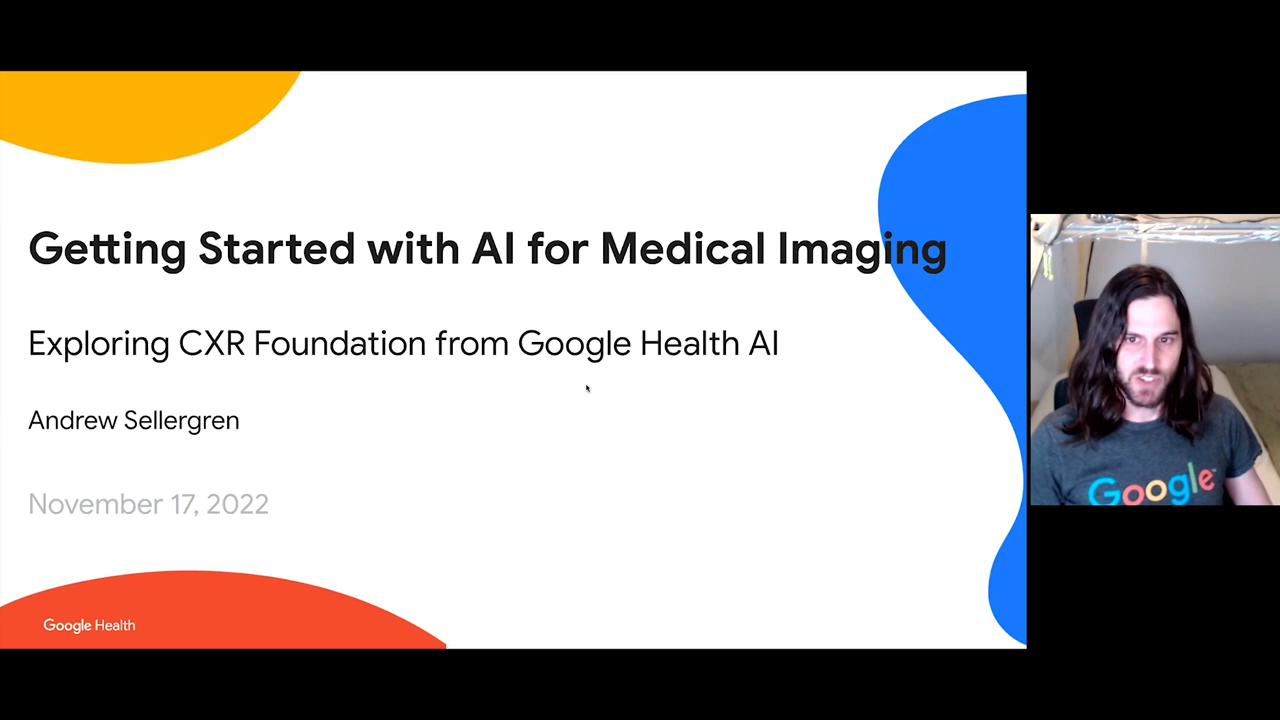 Getting Started with AI for Medical Imaging
Exploring CXR Foundation from Google Health AI
Andrew Sellergren
November 17, 2022
Google Health
Google